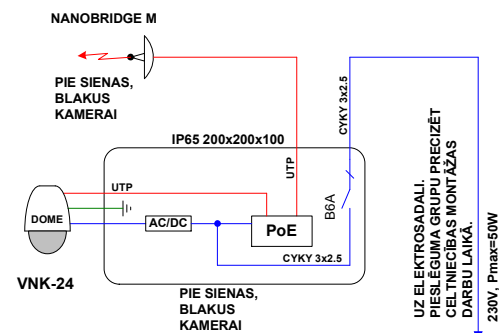 NANOBRIDGE M
PIE SIENAS,
BLAKUS
KAMERAI
IP65 200x200x100
UTP
UTP
CYKY 3x2.5
B6A
DOME
AC/DC
PoE
CYKY 3x2.5
VNK-24
PIE SIENAS,
BLAKUS
KAMERAI
UZ ELEKTROSADALI.
PIESLĒGUMA GRUPU PRECIZĒT
CELTNIECĪBAS MONTĀŽAS
DARBU LAIKĀ.
230V, Pmax=50W